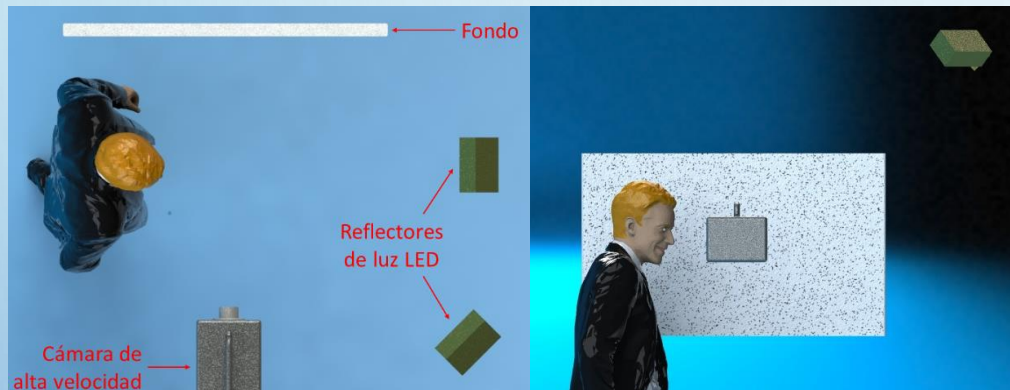 Fondo
Reflectores
de luz LED
Cámara de
alta velocidad